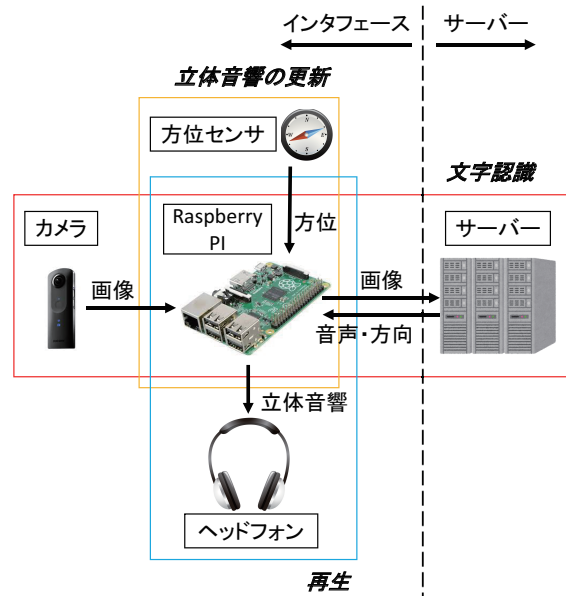 インタフェース
サーバー
立体音響の更新
方位センサ
文字認識
カメラ
Raspberry
PI
方位
サーバー
画像
画像
音声・方向
立体音響
ヘッドフォン
再生